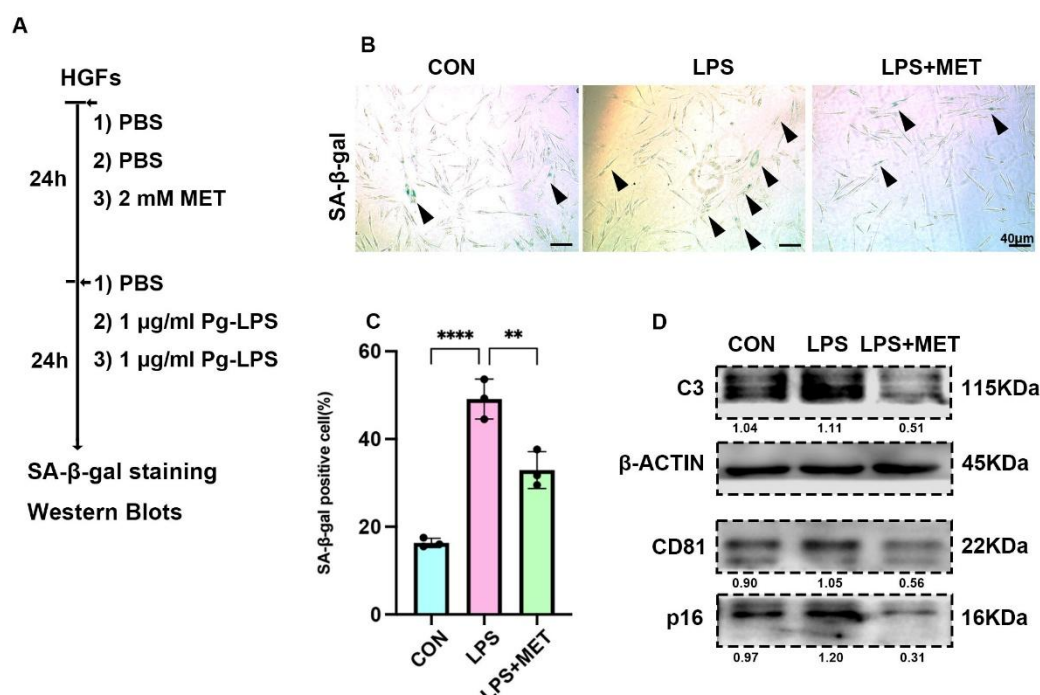 A
HGFs
1) PBS
2) PBS
3) 2 mM MET
24h
1) PBS
2) 1 µg/ml Pg-LPS
3) 1 µg/ml Pg-LPS
24h
SA-β-gal staining
Western Blots
B
CON LPS LPS+MET
SA-β-gal
40µm
C
**** **
SA-β-gal positive cell(%)
60
40
20
0
CON LPS LPS+MET
D
CON LPS LPS+MET
C3 115KDa
1.04 1.11 0.51
β-ACTIN 45KDa
CD81 22KDa
0.90 1.05 0.56
p16 16KDa
0.97 1.20 0.31